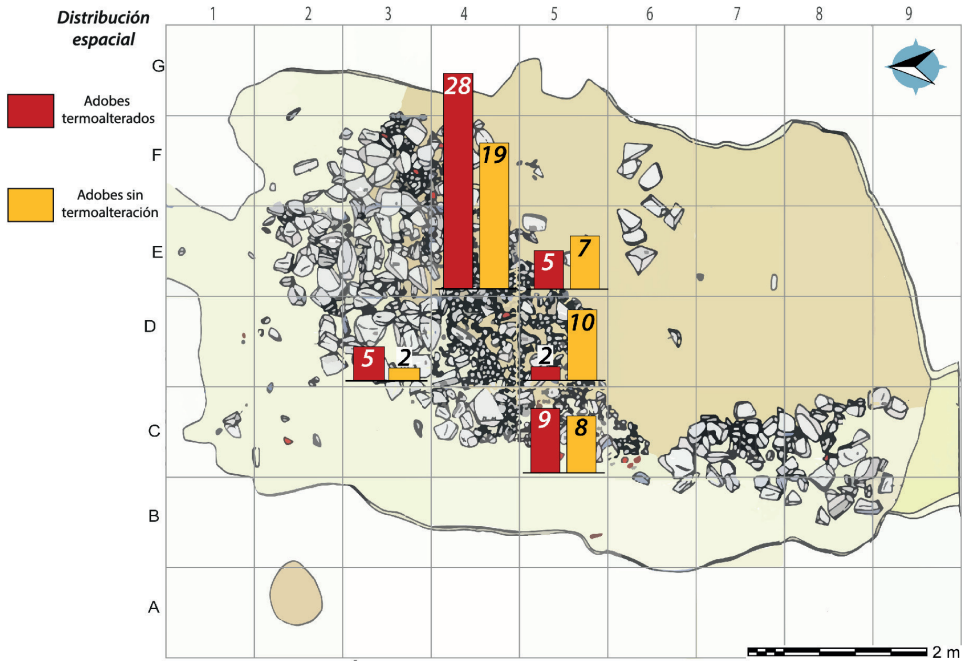 Distribución
espacial
Adobes
termoalterados
Adobes sin
termoalteración
1 2 3 4 5 6 7 8 9
G
28
F
19
E
5 7
D
10
5 2 2
C
9 8
B
A
2 m